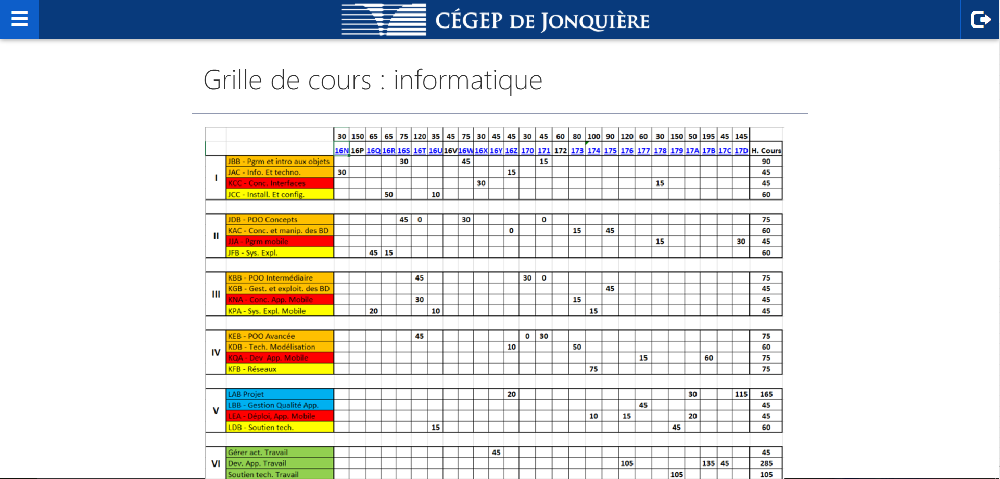 CÉGEP DE JONQUIÈRE
Grille de cours : informatique
30 150 65 65 75 120 35 45 75 30 45 45 30 45 60 80 100 90 120 60 30 150 50 195 45 145
16N 16P 16Q 16R 16S 16T 16U 16V 16W 16X 16Y 16Z 170 171 172 173 174 175 176 177 178 179 17A 17B 17C 17D H. Cours
I
JBB - Pgrm et intro aux objets 30 45 15 90
JAC - Info. Et techno. 30 15 45
KCC - Conc. Interfaces 30 15 45
JCC - Install. Et config. 50 10 60
II
JDB - POO Concepts 45 0 30 0 75
KAC - Conc. et manip. des BD 0 15 45 60
JJA - Pgrm mobile 15 30 45
JFB - Sys. Expl. 45 15 60
III
KBB - POO Intermédiaire 45 30 0 75
KGB - Gest. et exploit. des BD 45 45
KNA - Conc. App. Mobile 30 15 45
KPA - Sys. Expl. Mobile 20 10 15 45
IV
KEB - POO Avancée 45 0 30 75
KDB - Tech. Modélisation 10 50 60
KQA - Dev App. Mobile 15 60 75
KFB - Réseaux 75 75
V
LAB Projet 20 30 115 165
LBB - Gestion Qualité App. 45 45
LEA - Déploi, App. Mobile 10 15 20 45
LDB - Soutien tech. 15 45 60
VI
Gérer act. Travail 45 45
Dev. App. Travail 105 135 45 285
Soutien tech. Travail 105 105